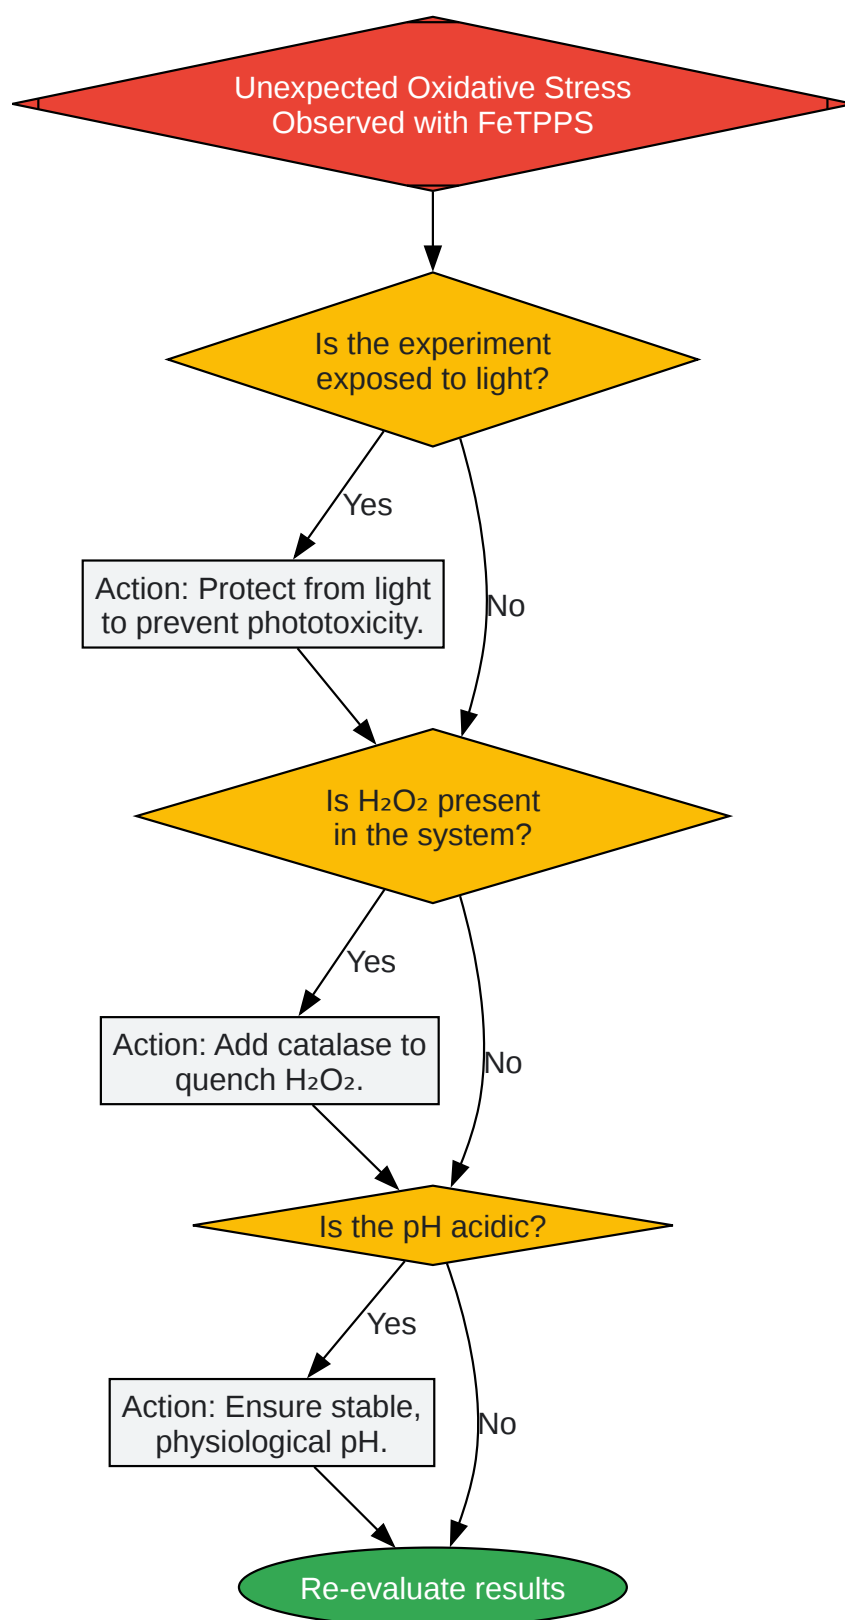 Unexpected Oxidative Stress
Observed with FeTPPS
Is the experiment
exposed to light?
Yes
Action: Protect from light
to prevent phototoxicity.
No
Is H₂O₂ present
in the system?
Yes
Action: Add catalase to
quench H₂O₂.
No
Is the pH acidic?
Yes
Action: Ensure stable,
physiological pH.
No
Re-evaluate results